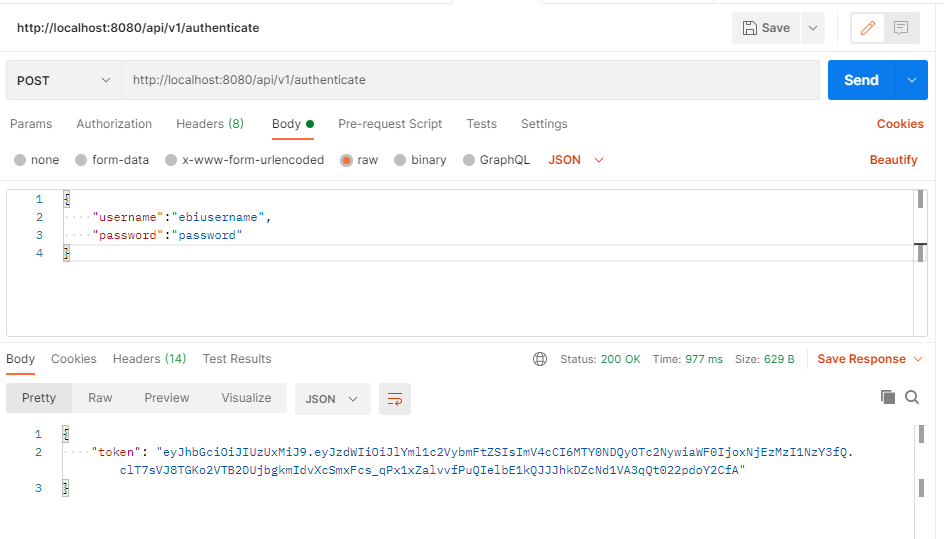 http://localhost:8080/api/v1/authenticate
Save
POST
http://localhost:8080/api/v1/authenticate
Send
Params Authorization Headers (8) Body Pre-request Script Tests Settings Cookies
none form-data x-www-form-urlencoded raw binary GraphQL JSON Beautify
1 {
2 "username":"ebiusername",
3 "password":"password"
4 }
Body Cookies Headers (14) Test Results Status: 200 OK Time: 977 ms Size: 629 B Save Response
Pretty Raw Preview Visualize JSON
1 {
2 "token": "eyJhbGciOiJIUzUxMiJ9.eyJzdWIiOiJlYml1c2VybmFtZSIsImV4cCI6MTY0NDQyOTc2NywiaWF0IjoxNjEzMzI1NzY3fQ.
clT7sVJ8TGKo2VTB2DUjbgkmIdvXcSmxFcs_qPx1xZalvvfPuQIelbE1kQJJJhkDZcNd1VA3qQt022pdoY2CfA"
3 }